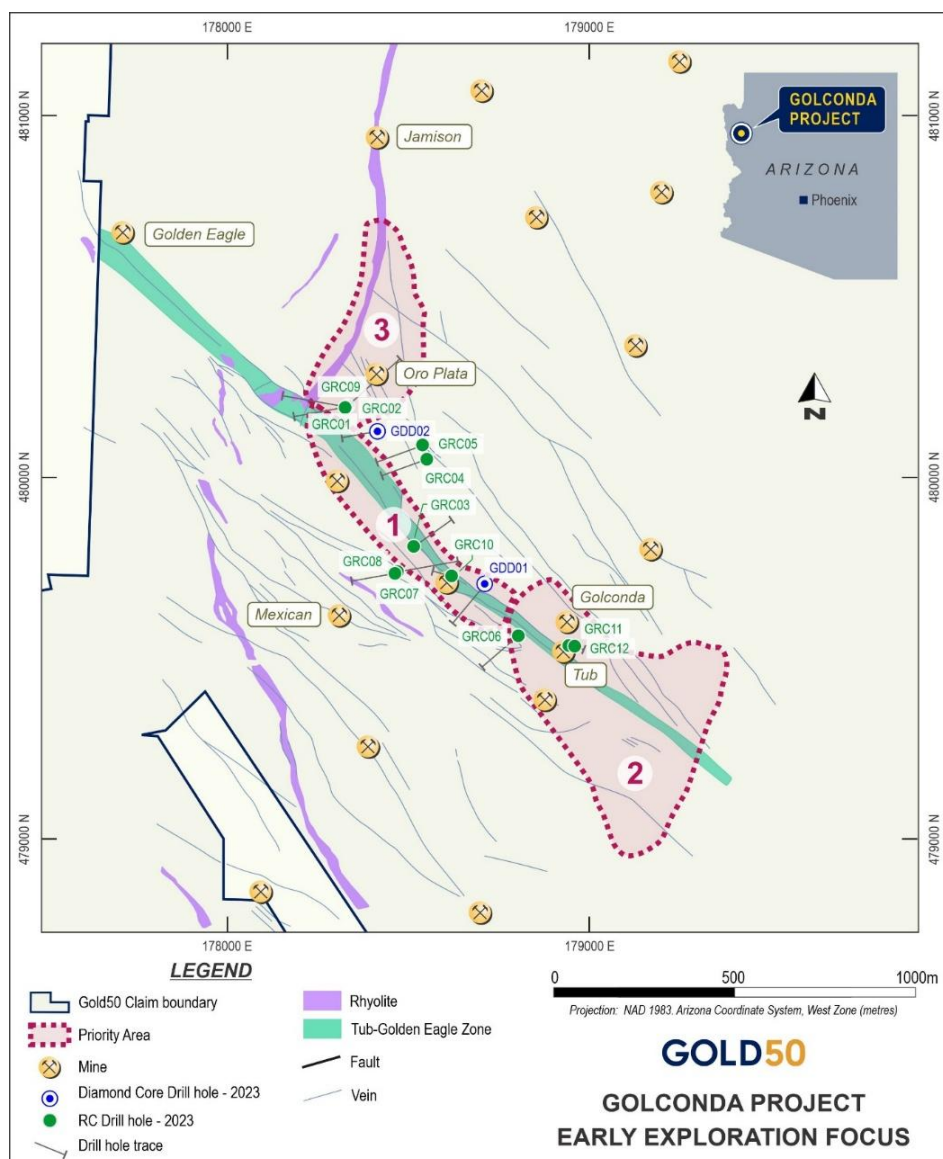 178000 E
179000 E
481000 N
481000 N
GOLCONDA
PROJECT
ARIZONA
Phoenix
Jamison
Golden Eagle
3
N
Oro Plata
GRC09
GRC02
GRC01
GDD02
GRC05
GRC04
480000 N
480000 N
GRC03
1
GRC10
GRC08
GDD01
GRC07
Golconda
Mexican
GRC06
GRC11
GRC12
Tub
2
479000 N
479000 N
178000 E
179000 E
LEGEND
Gold50 Claim boundary
Priority Area
Mine
Diamond Core Drill hole - 2023
RC Drill hole - 2023
Drill hole trace
Rhyolite
Tub-Golden Eagle Zone
Fault
Vein
0 500 1000m
Projection: NAD 1983. Arizona Coordinate System, West Zone (metres)
GOLD50
GOLCONDA PROJECT
EARLY EXPLORATION FOCUS